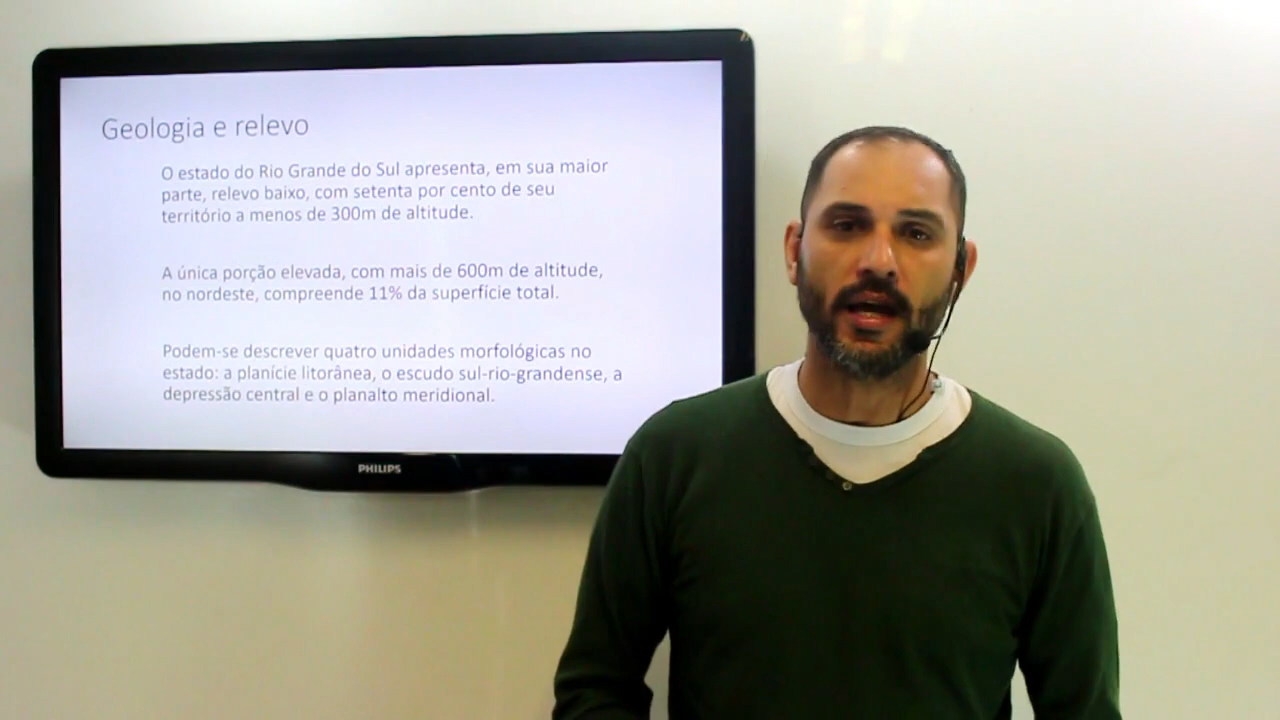 Geologia e relevo
O estado do Rio Grande do Sul apresenta, em sua maior
parte, relevo baixo, com setenta por cento de seu
território a menos de 300m de altitude.
A única porção elevada, com mais de 600m de altitude,
no nordeste, compreende 11% da superfície total.
Podem-se descrever quatro unidades morfológicas no
estado: a planície litorânea, o escudo sul-rio-grandense, a
depressão central e o planalto meridional.
PHILIPS